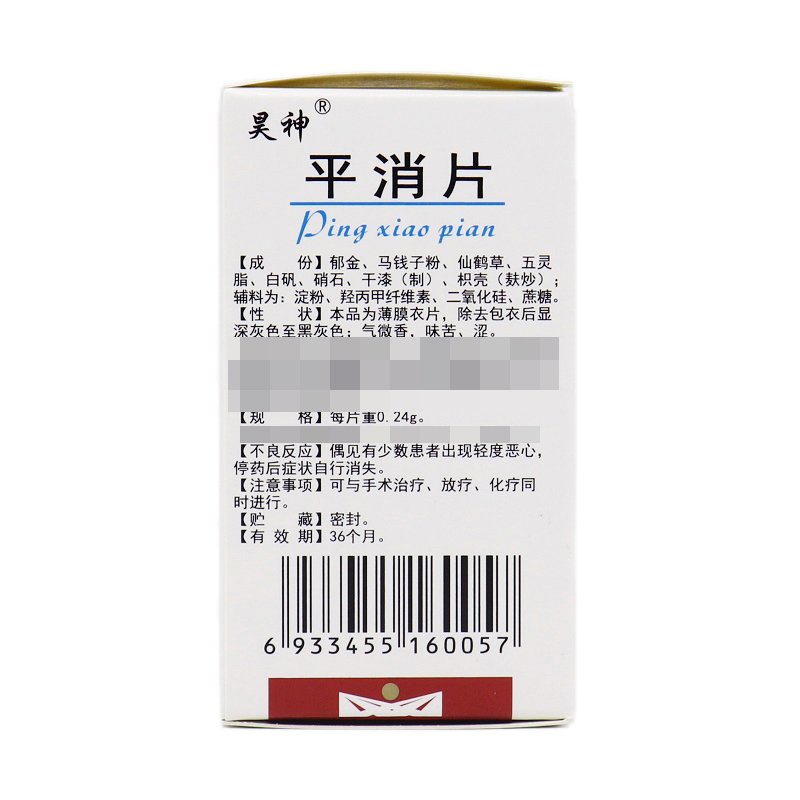 昊神®
平消片
Ping xiao pian
【成　份】郁金、马钱子粉、仙鹤草、五灵
脂、白矾、硝石、干漆（制）、枳壳（麸炒）；
辅料为：淀粉、羟丙甲纤维素、二氧化硅、蔗糖。
【性　状】本品为薄膜衣片，除去包衣后显
深灰色至黑灰色；气微香，味苦、涩。
【规　格】每片重0.24g。
【不良反应】偶见有少数患者出现轻度恶心，
停药后症状自行消失。
【注意事项】可与手术治疗、放疗、化疗同
时进行。
【贮　藏】密封。
【有 效 期】36个月。
6 933455 160057